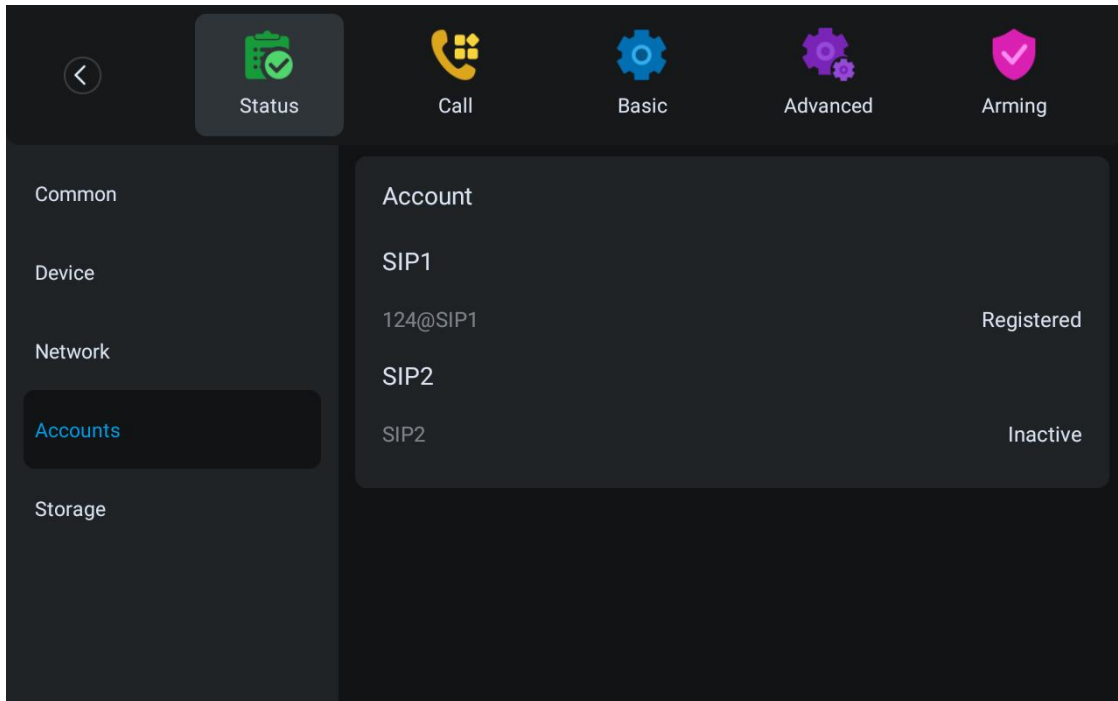 Status
Call
Basic
Advanced
Arming
Common
Device
Network
Accounts
Storage
Account
SIP1
124@SIP1 Registered
SIP2
SIP2 Inactive